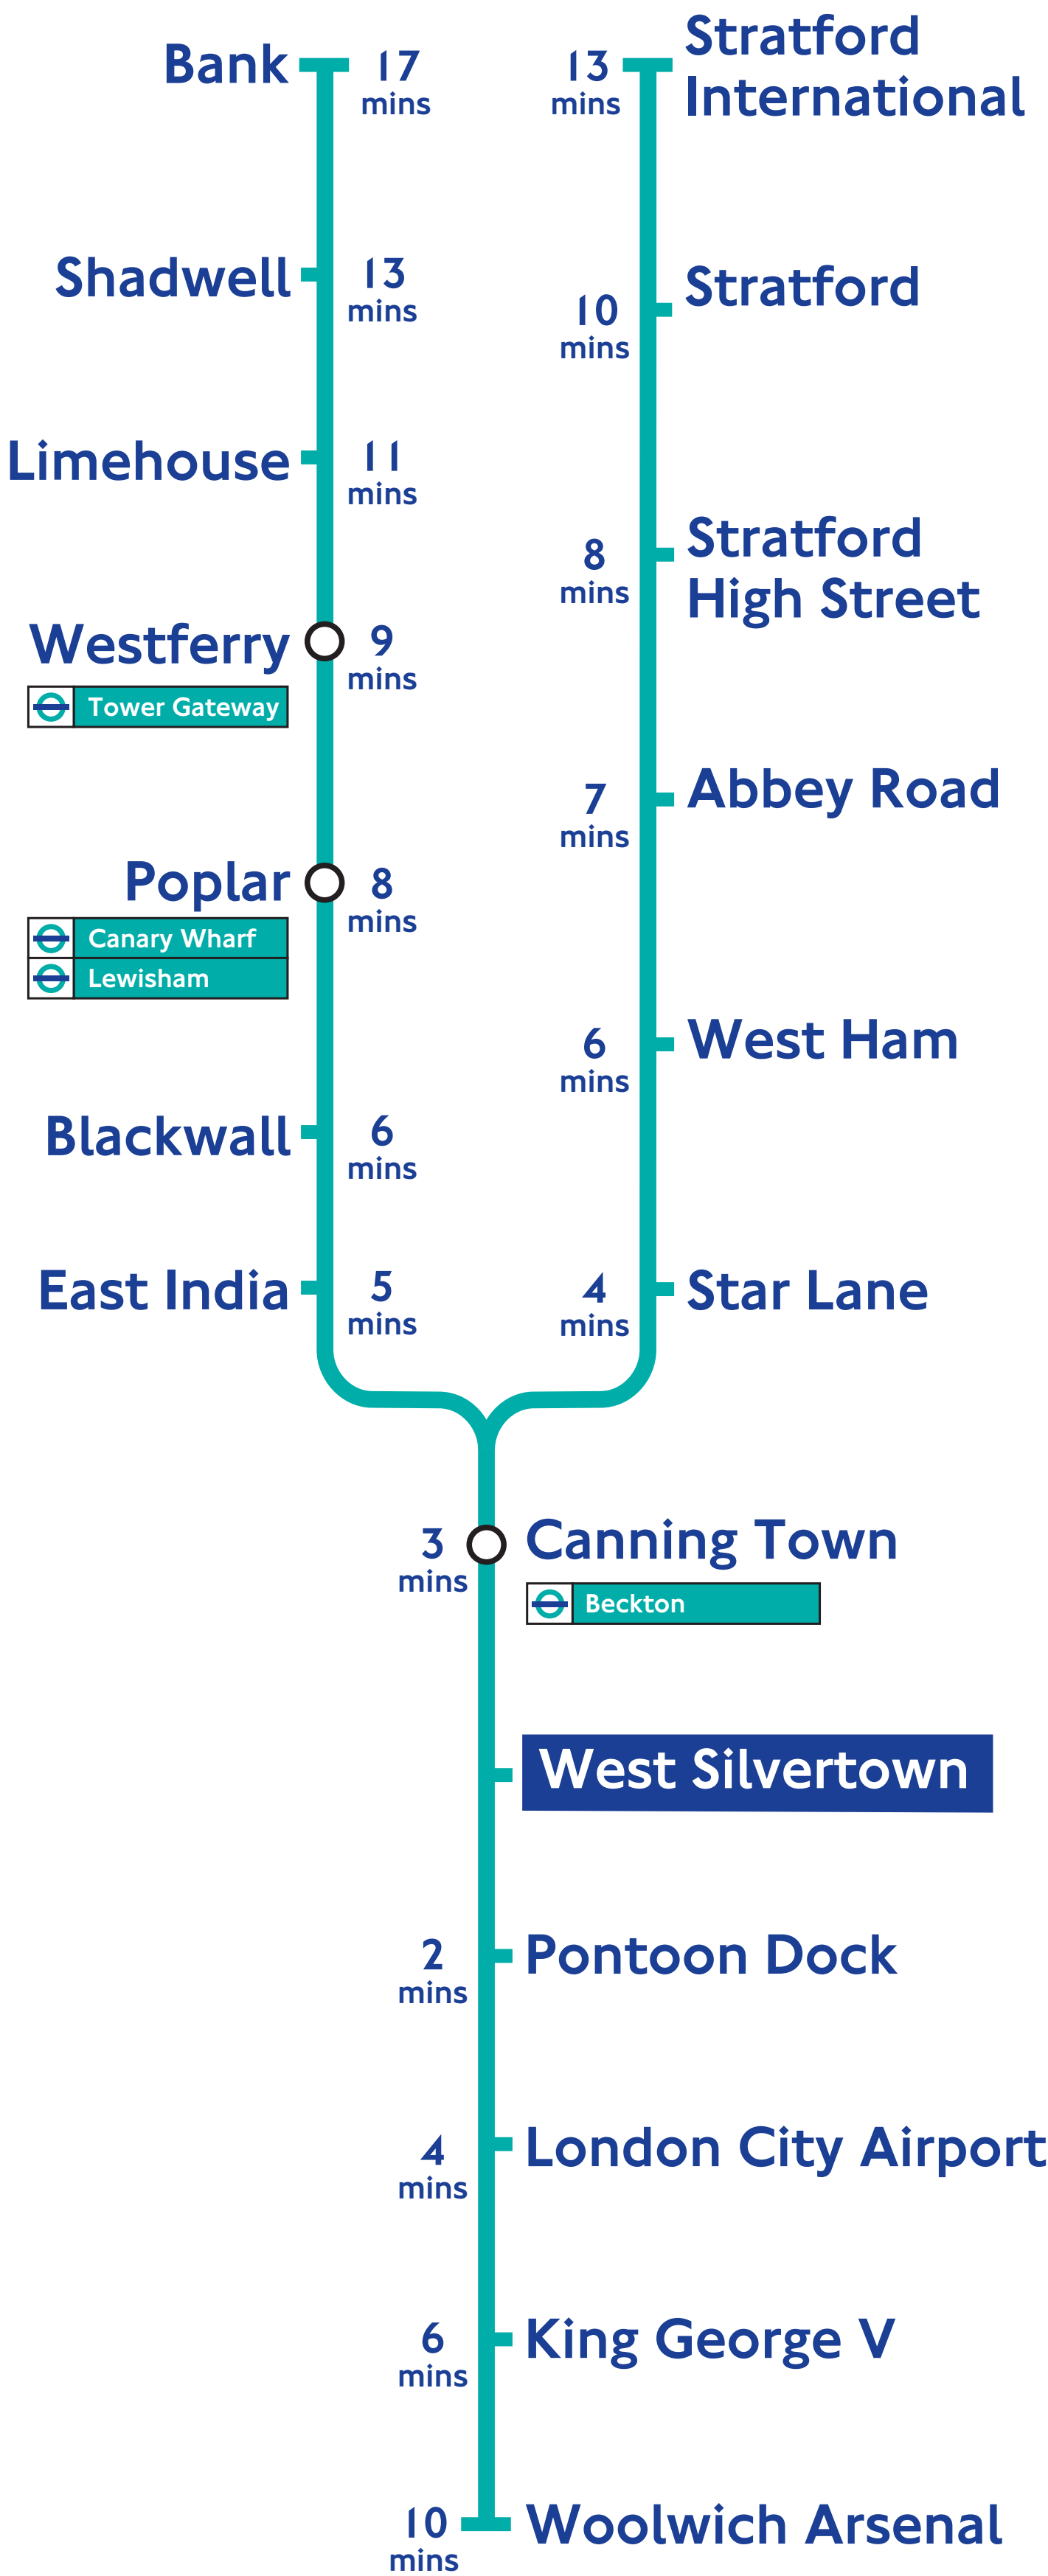 Bank
17
mins
Shadwell
13
mins
Limehouse
11
mins
Westferry
9
mins
Tower Gateway
Poplar
8
mins
Canary Wharf
Lewisham
Blackwall
6
mins
East India
5
mins
13
mins
Stratford
International
10
mins
Stratford
8
mins
Stratford
High Street
7
mins
Abbey Road
6
mins
West Ham
4
mins
Star Lane
3
mins
Canning Town
Beckton
West Silvertown
2
mins
Pontoon Dock
4
mins
London City Airport
6
mins
King George V
10
mins
Woolwich Arsenal